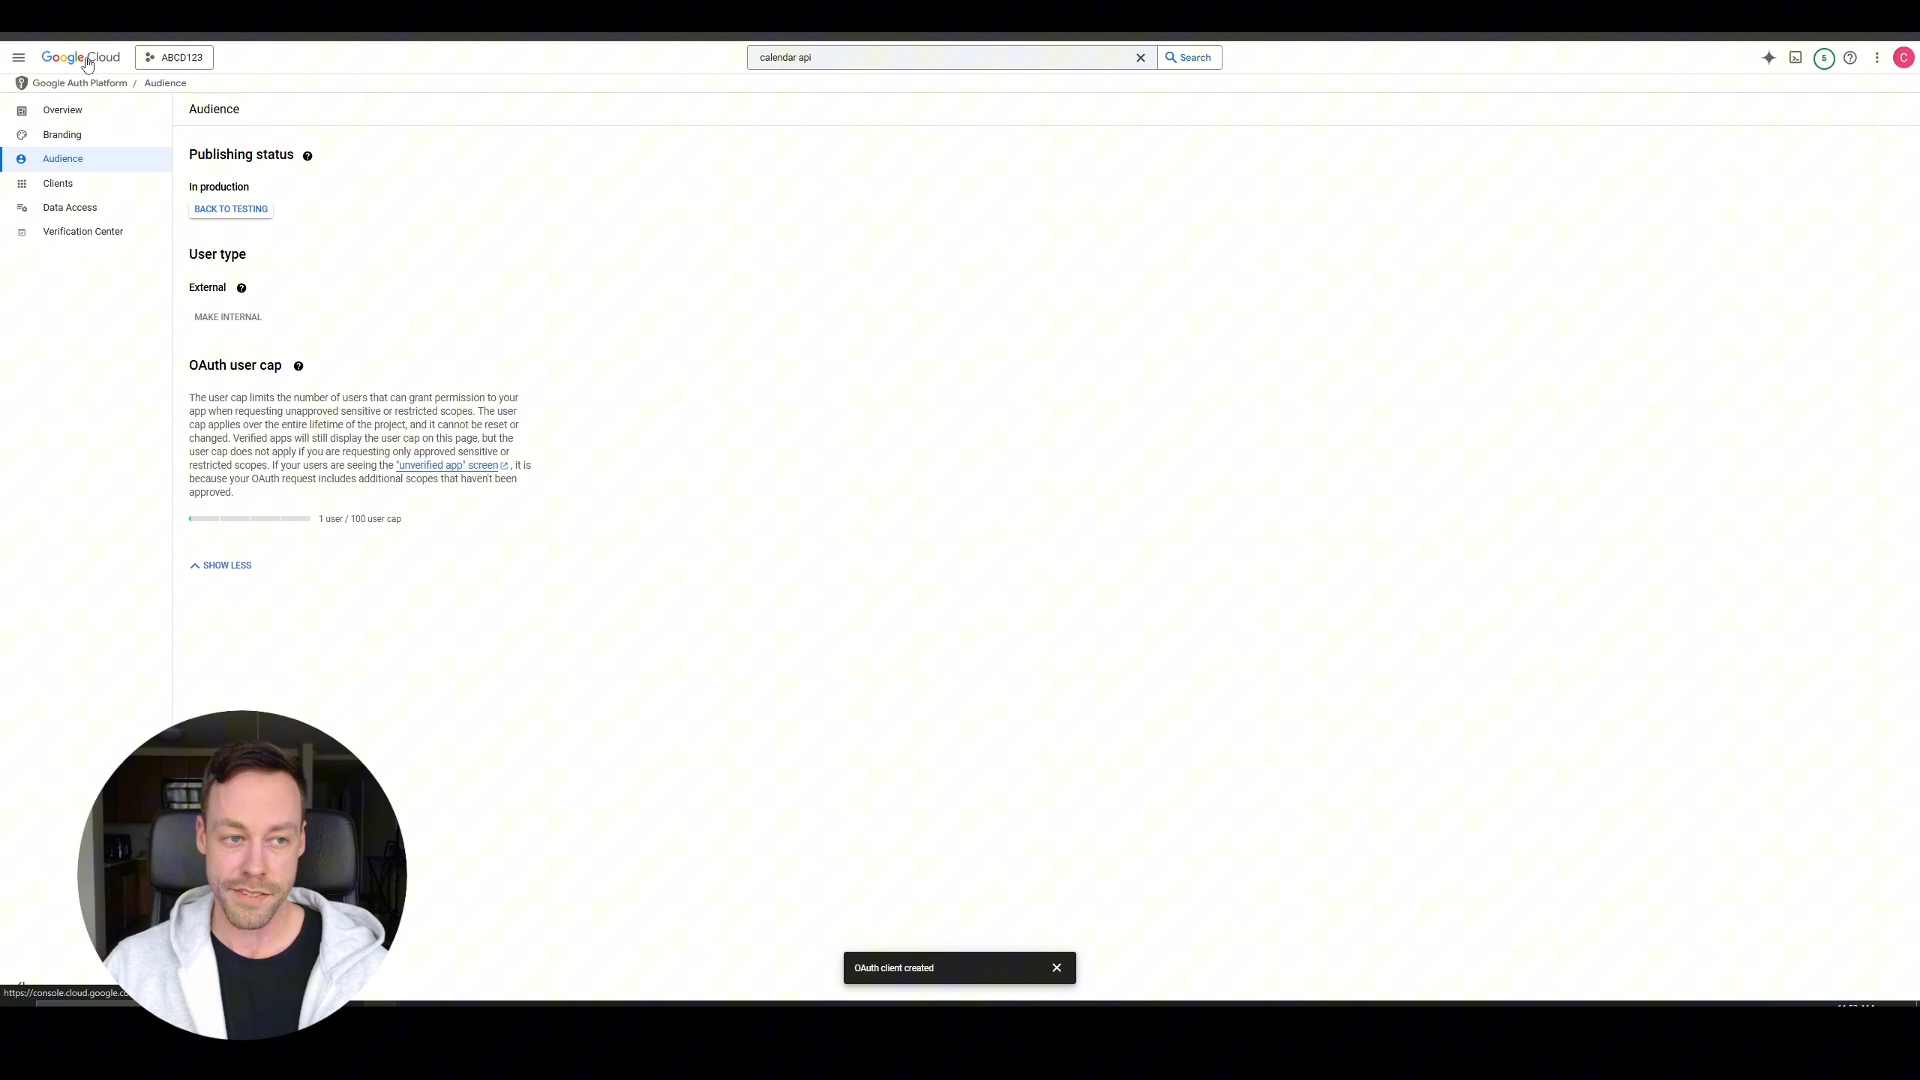 Google Cloud
ABCD123
calendar api
Search
5
C
Google Auth Platform / Audience
Overview
Branding
Audience
Clients
Data Access
Verification Center
Audience
Publishing status
In production
BACK TO TESTING
User type
External
MAKE INTERNAL
OAuth user cap
The user cap limits the number of users that can grant permission to your
app when requesting unapproved sensitive or restricted scopes. The user
cap applies over the entire lifetime of the project, and it cannot be reset or
changed. Verified apps will still display the user cap on this page, but the
user cap does not apply if you are requesting only approved sensitive or
restricted scopes. If your users are seeing the "unverified app" screen , it is
because your OAuth request includes additional scopes that haven't been
approved.
1 user / 100 user cap
SHOW LESS
OAuth client created
https://console.cloud.google.c